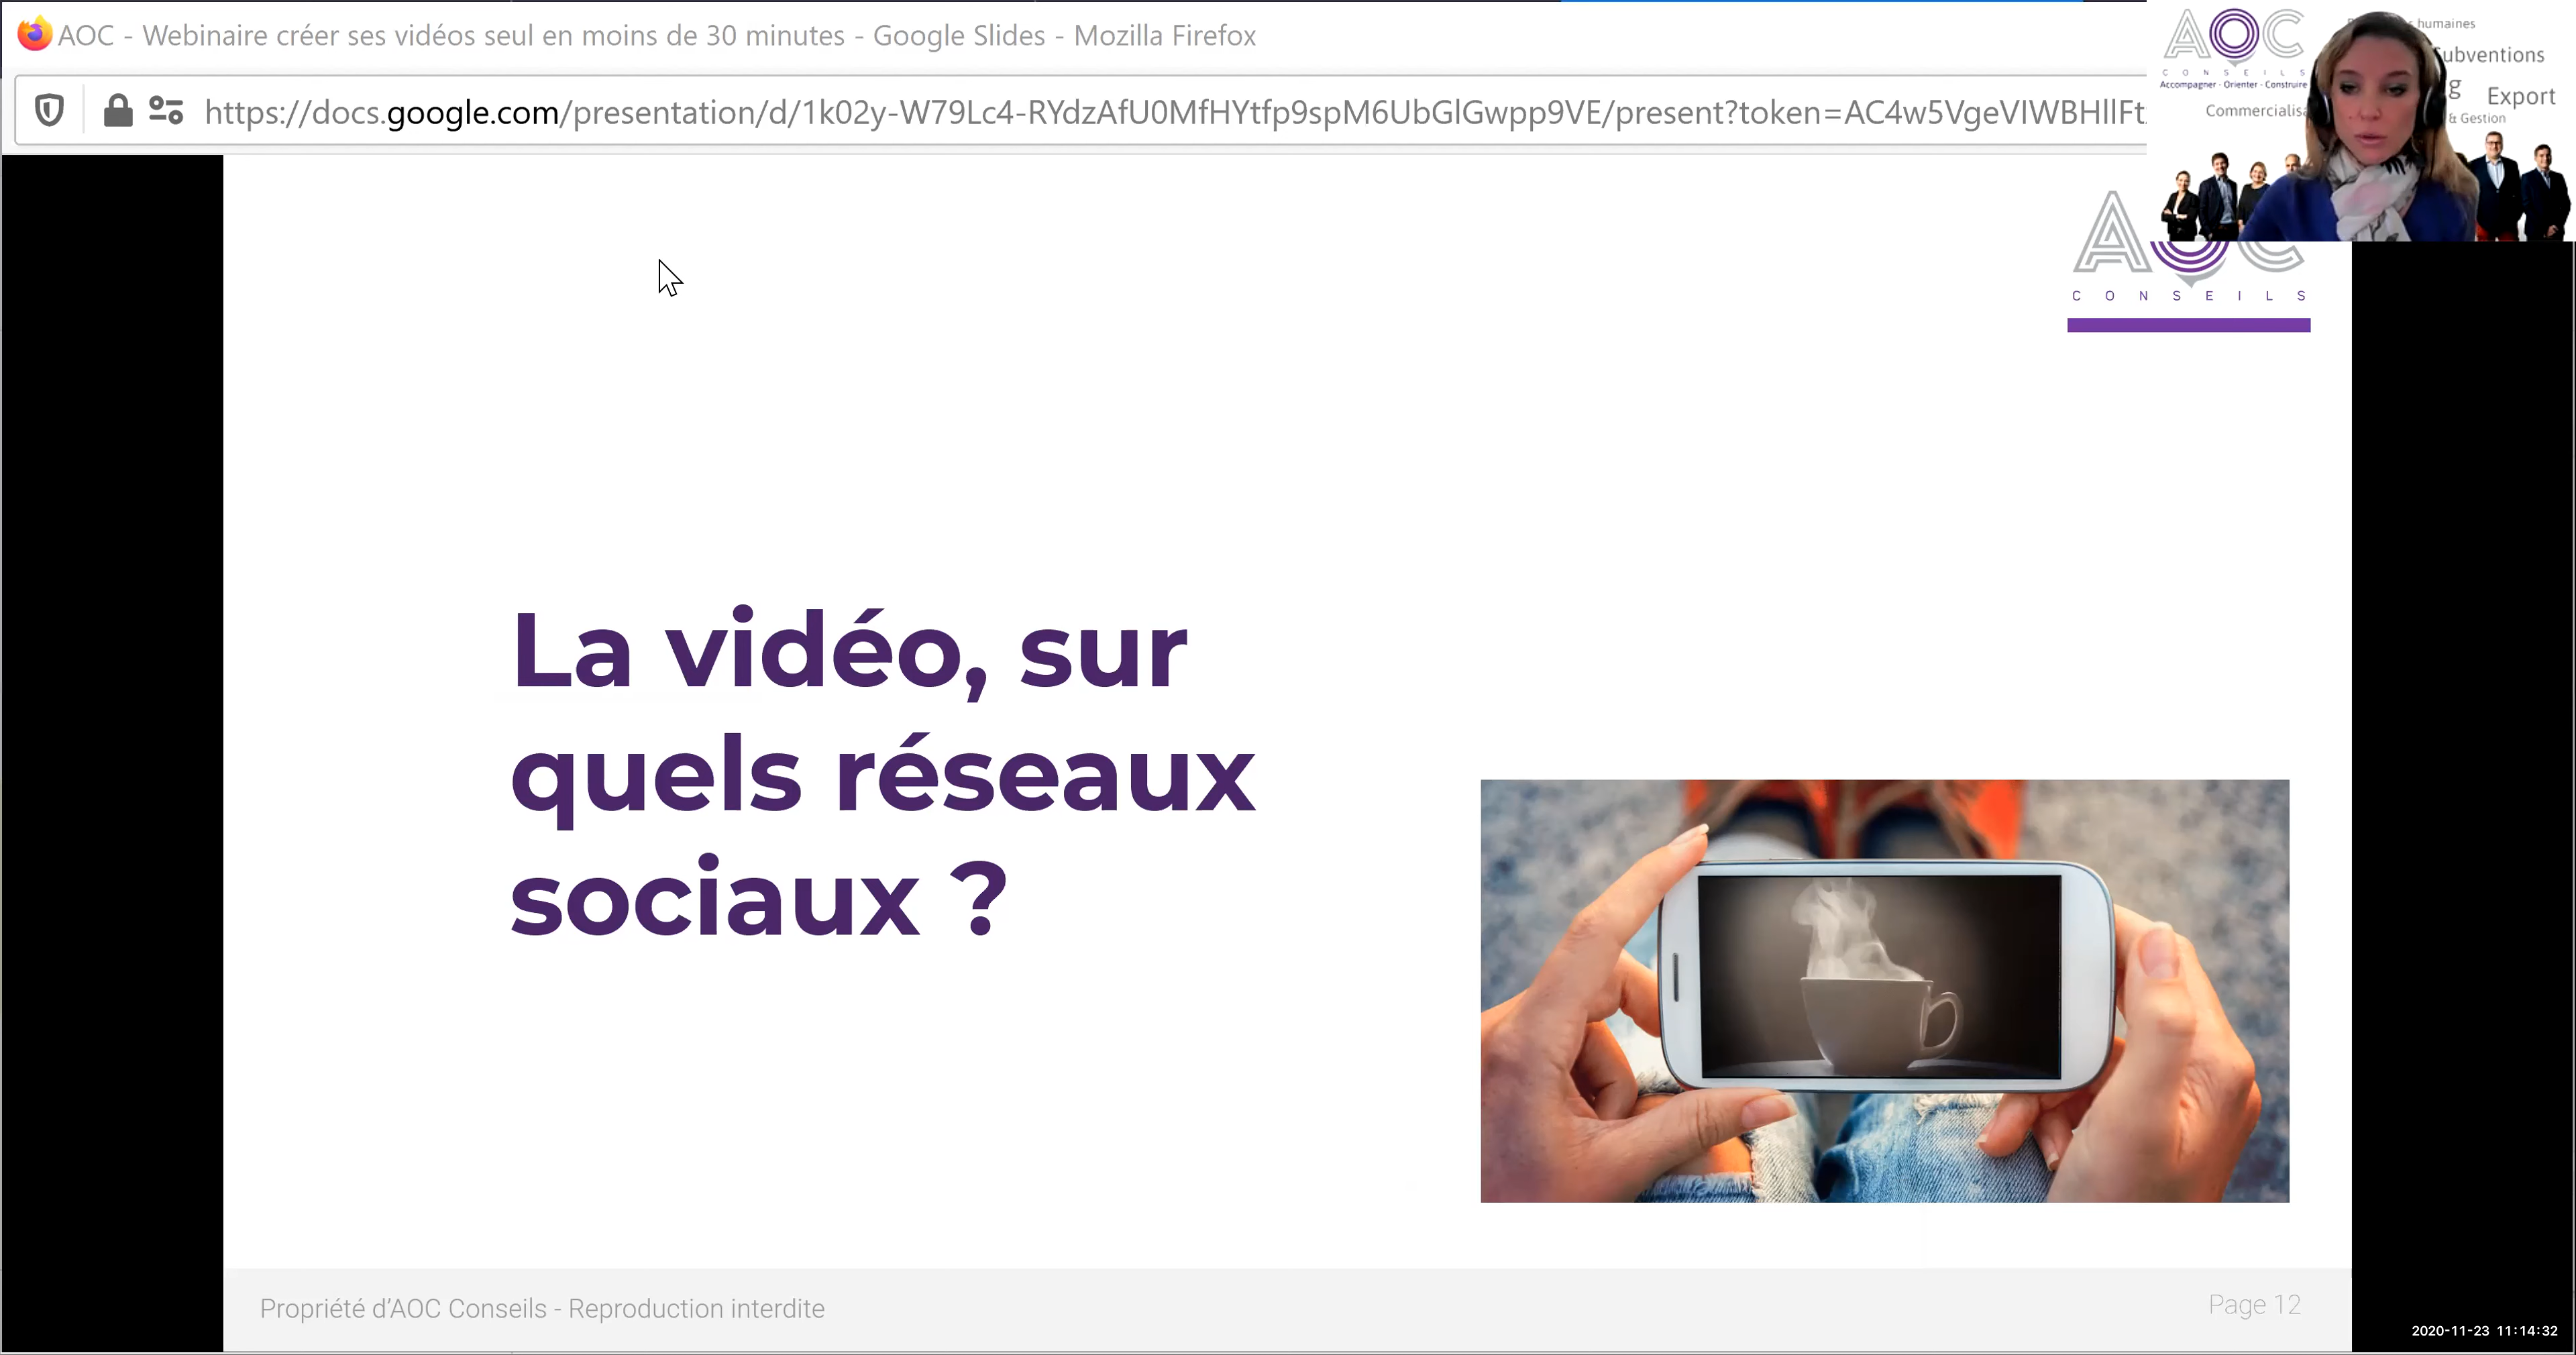 AOC - Webinaire créer ses vidéos seul en moins de 30 minutes - Google Slides - Mozilla Firefox
https://docs.google.com/presentation/d/1k02y-W79Lc4-RYdzAfU0MfHYtfp9spM6UbGlGwpp9VE/present?token=AC4w5VgeVIWBHllFt
AOC
CONSEILS
Accompagner - Orienter - Construire
humaines
ubventions
g
Export
Commercialisa
& Gestion
AOC
CONSEILS
La vidéo, sur
quels réseaux
sociaux ?
Propriété d'AOC Conseils - Reproduction interdite
Page 12
2020-11-23 11:14:32